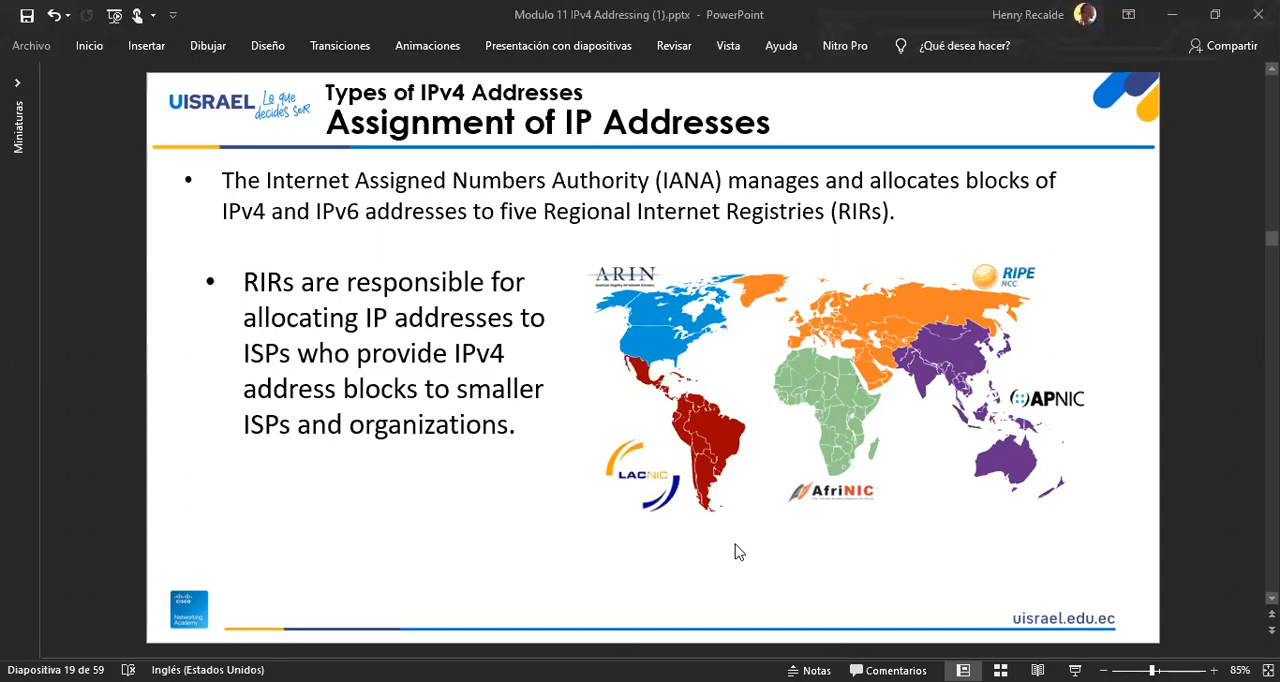 Modulo 11 IPv4 Addressing (1).pptx - PowerPoint
Henry Recalde
Archivo Inicio Insertar Dibujar Diseño Transiciones Animaciones Presentación con diapositivas Revisar Vista Ayuda Nitro Pro ¿Qué desea hacer? Compartir
Miniaturas
UISRAEL Lo que decides ser
Types of IPv4 Addresses
Assignment of IP Addresses
• The Internet Assigned Numbers Authority (IANA) manages and allocates blocks of
IPv4 and IPv6 addresses to five Regional Internet Registries (RIRs).
• RIRs are responsible for
allocating IP addresses to
ISPs who provide IPv4
address blocks to smaller
ISPs and organizations.
ARIN
RIPE
NCC
APNIC
LACNIC
AfriNIC
CISCO
Networking
Academy
uisrael.edu.ec
Diapositiva 19 de 59 Inglés (Estados Unidos) Notas Comentarios 85%